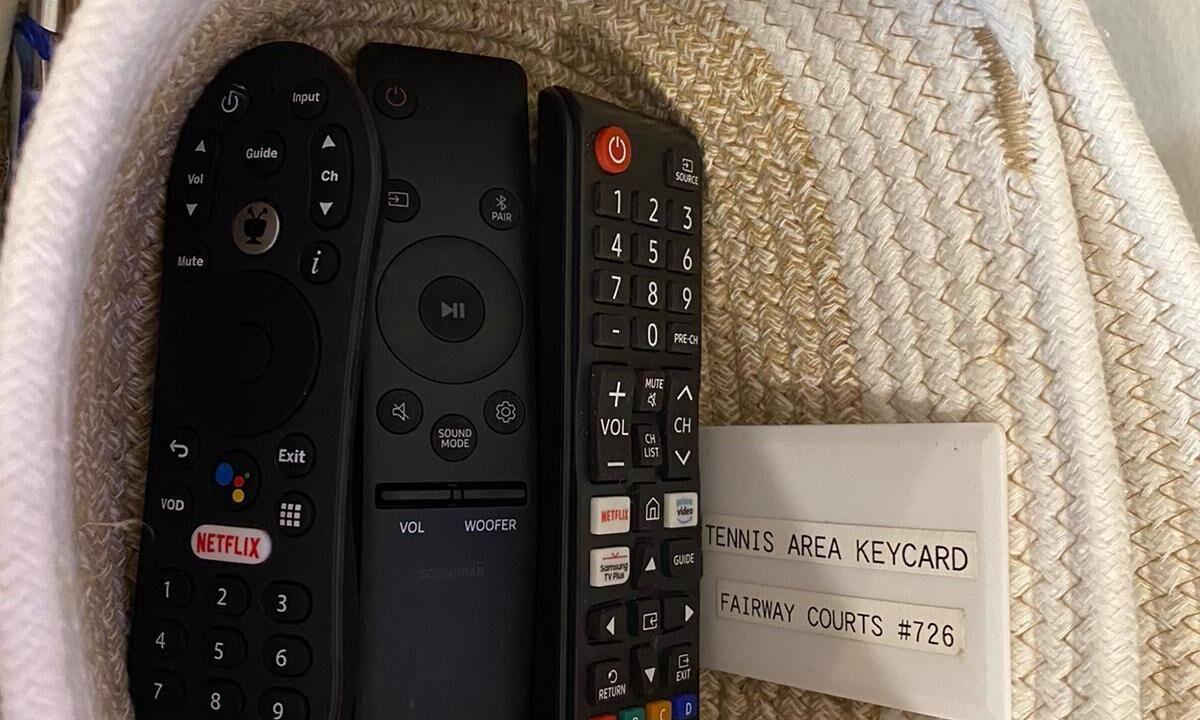 Input
Guide
Vol
Ch
Mute
i
Exit
VOD
NETFLIX
1 2 3
4 5 6
7 8 9
PAIR
SOUND
MODE
VOL WOOFER
SOUNDBAR
SOURCE
1 2 3
4 5 6
7 8 9
- 0 PRE-CH
+
VOL
–
MUTE
CH
LIST
CH
NETFLIX
prime
video
Samsung
TV Plus
GUIDE
RETURN
EXIT
C D
TENNIS AREA KEYCARD
FAIRWAY COURTS #726